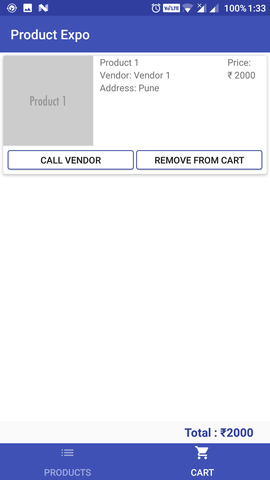 100% 1:33
Product Expo
Product 1
Product 1
Vendor: Vendor 1
Address: Pune
Price:
₹ 2000
CALL VENDOR
REMOVE FROM CART
Total : ₹2000
PRODUCTS
CART